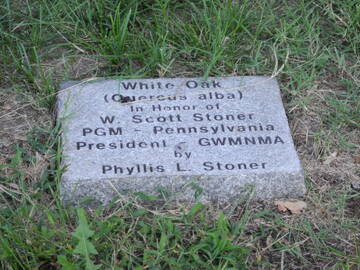 White Oak
(Quercus alba)
In Honor of
W. Scott Stoner
PGM - Pennsylvania
President - GWMNMA
by
Phyllis L. Stoner